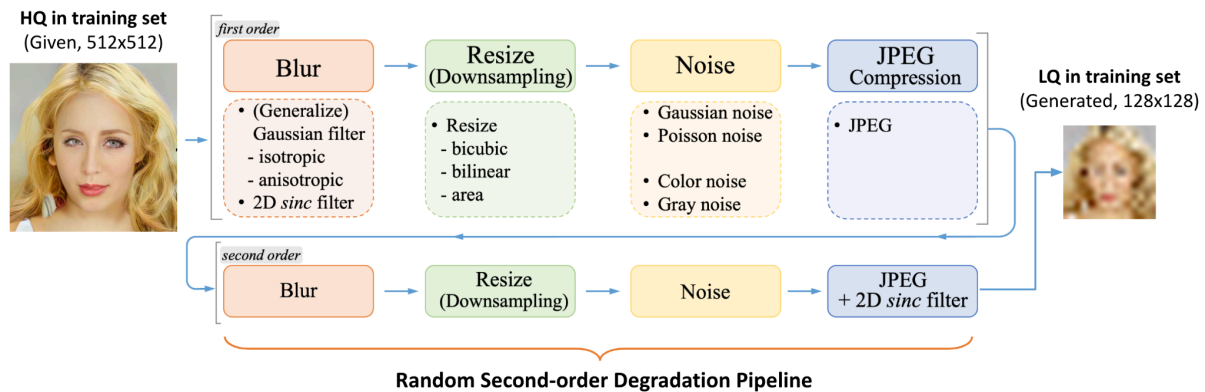 HQ in training set
(Given, 512x512)
first order
Blur
Resize
(Downsampling)
Noise
JPEG
Compression
• (Generalize)
Gaussian filter
- isotropic
- anisotropic
• 2D sinc filter
• Resize
- bicubic
- bilinear
- area
• Gaussian noise
• Poisson noise
• Color noise
• Gray noise
• JPEG
LQ in training set
(Generated, 128x128)
second order
Blur
Resize
(Downsampling)
Noise
JPEG
+ 2D sinc filter
Random Second-order Degradation Pipeline